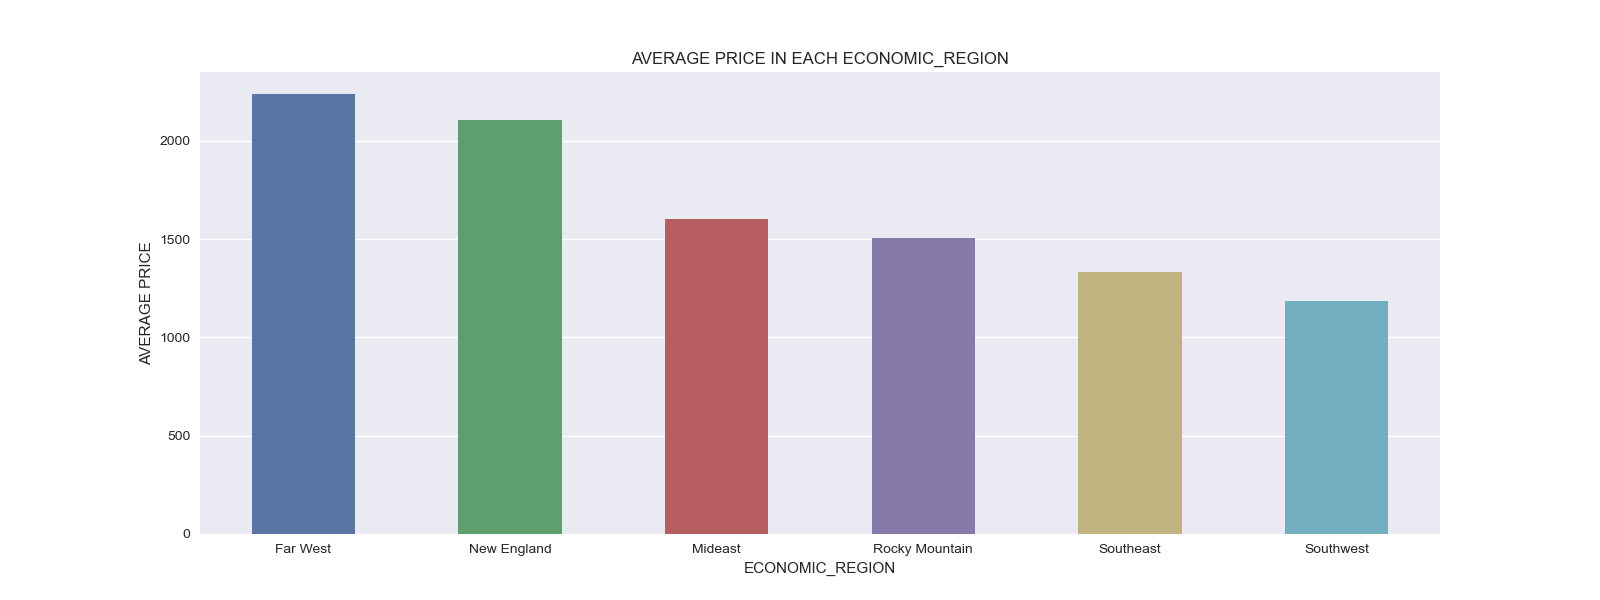 AVERAGE PRICE IN EACH ECONOMIC_REGION
AVERAGE PRICE
2000
1500
1000
500
0
Far West New England Mideast Rocky Mountain Southeast Southwest
ECONOMIC_REGION